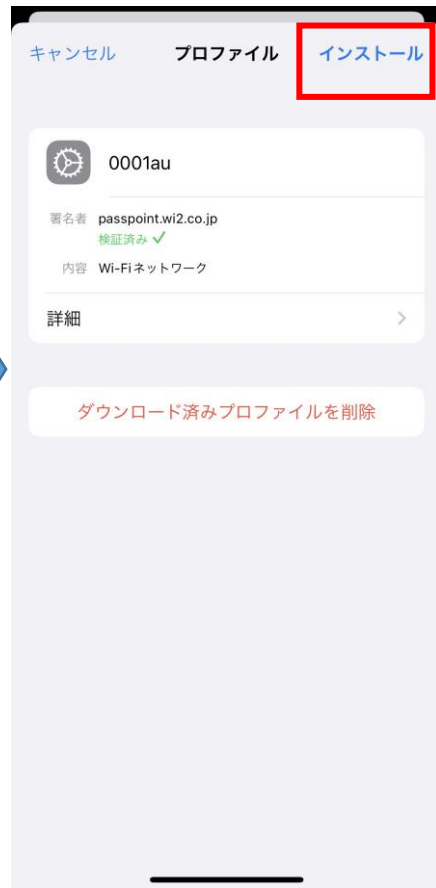 キャンセル プロファイル インストール
0001au
署名者 passpoint.wi2.co.jp
検証済み ✓
内容 Wi-Fiネットワーク
詳細
ダウンロード済みプロファイルを削除